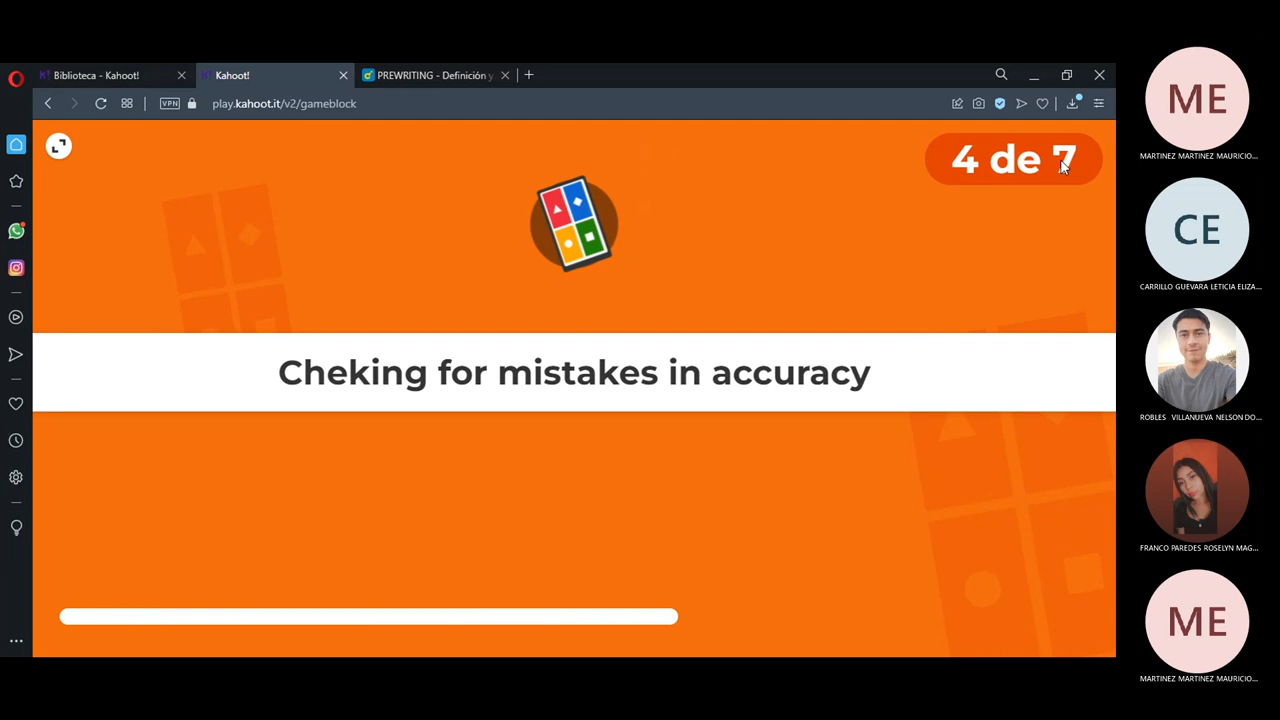 Biblioteca - Kahoot!
Kahoot!
PREWRITING - Definición y
VPN
play.kahoot.it/v2/gameblock
4 de 7
Cheking for mistakes in accuracy
ME
MARTINEZ MARTINEZ MAURICIO...
CE
CARRILLO GUEVARA LETICIA ELIZA...
ROBLES VILLANUEVA NELSON DO...
FRANCO PAREDES ROSELYN MAG...
ME
MARTINEZ MARTINEZ MAURICIO...